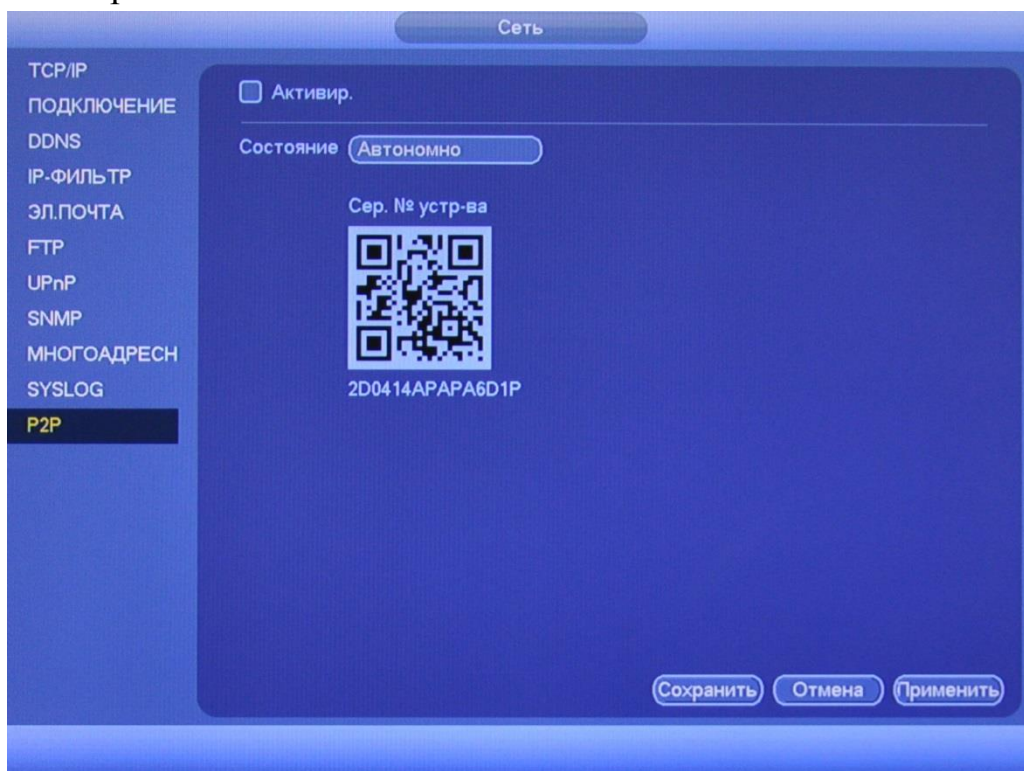 Сеть
TCP/IP
ПОДКЛЮЧЕНИЕ
DDNS
IP-ФИЛЬТР
ЭЛ.ПОЧТА
FTP
UPnP
SNMP
МНОГОАДРЕСН
SYSLOG
P2P
Активир.
Состояние Автономно
Сер. № устр-ва
2D0414APAPA6D1P
Сохранить Отмена Применить